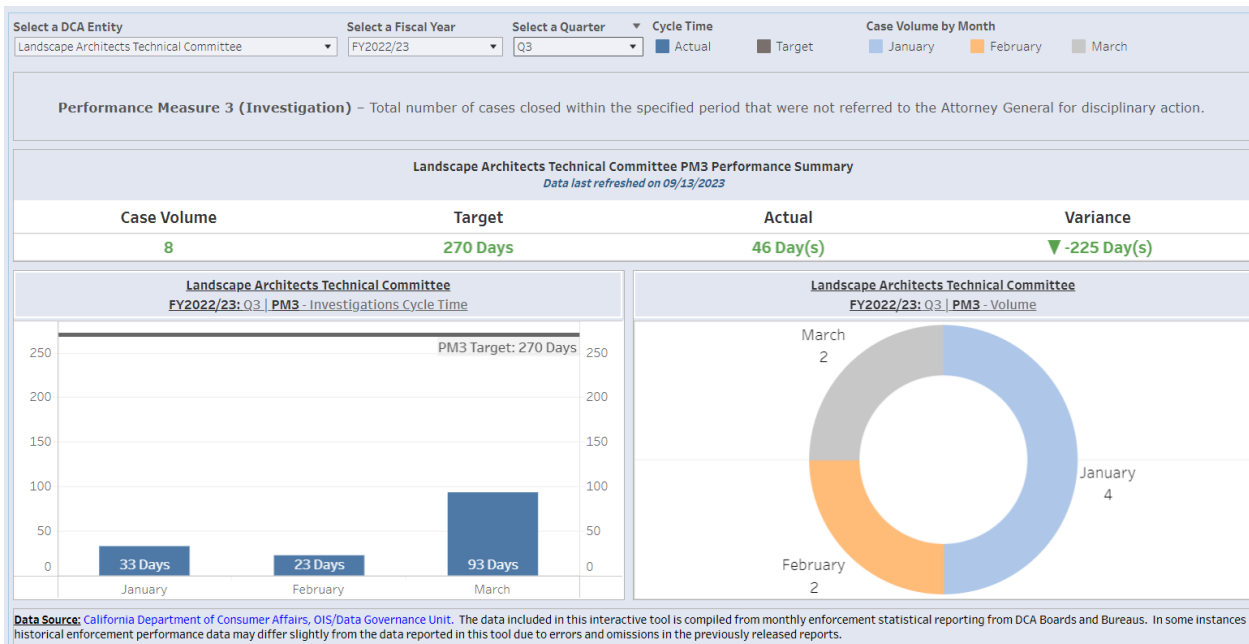 Select a DCA Entity
Select a Fiscal Year
Select a Quarter
Cycle Time
Case Volume by Month
Landscape Architects Technical Committee
FY2022/23
Q3
Actual
Target
January
February
March
Performance Measure 3 (Investigation) – Total number of cases closed within the specified period that were not referred to the Attorney General for disciplinary action.
Landscape Architects Technical Committee PM3 Performance Summary
Data last refreshed on 09/13/2023
Case Volume
Target
Actual
Variance
8
270 Days
46 Day(s)
▼ -225 Day(s)
Landscape Architects Technical Committee
FY2022/23: Q3 | PM3 - Investigations Cycle Time
PM3 Target: 270 Days
250
200
150
100
50
0
250
200
150
100
50
0
33 Days
23 Days
93 Days
January
February
March
Landscape Architects Technical Committee
FY2022/23: Q3 | PM3 - Volume
March
2
January
4
February
2
Data Source: California Department of Consumer Affairs, OIS/Data Governance Unit. The data included in this interactive tool is compiled from monthly enforcement statistical reporting from DCA Boards and Bureaus. In some instances
historical enforcement performance data may differ slightly from the data reported in this tool due to errors and omissions in the previously released reports.